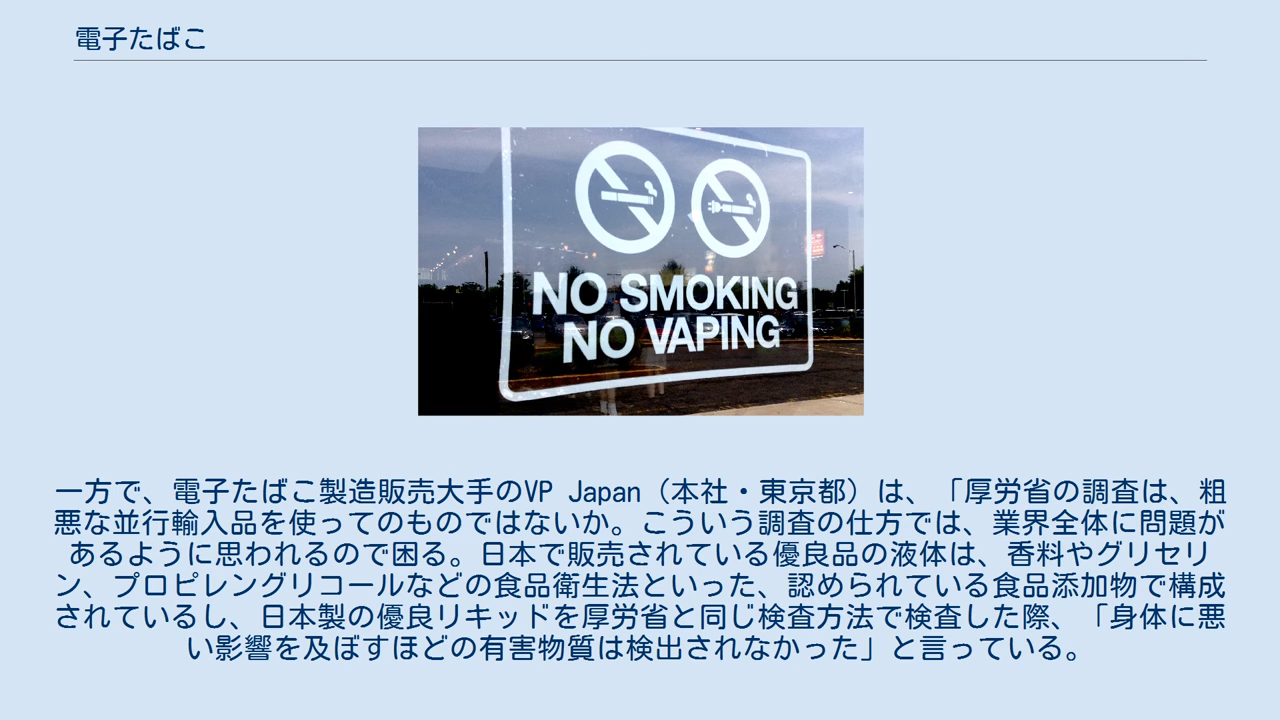 電子たばこ
NO SMOKING
NO VAPING
一方で、電子たばこ製造販売大手のVP Japan（本社・東京都）は、「厚労省の調査は、粗
悪な並行輸入品を使ってのものではないか。こういう調査の仕方では、業界全体に問題が
あるように思われるので困る。日本で販売されている優良品の液体は、香料やグリセリ
ン、プロピレングリコールなどの食品衛生法といった、認められている食品添加物で構成
されているし、日本製の優良リキッドを厚労省と同じ検査方法で検査した際、「身体に悪
い影響を及ぼすほどの有害物質は検出されなかった」と言っている。